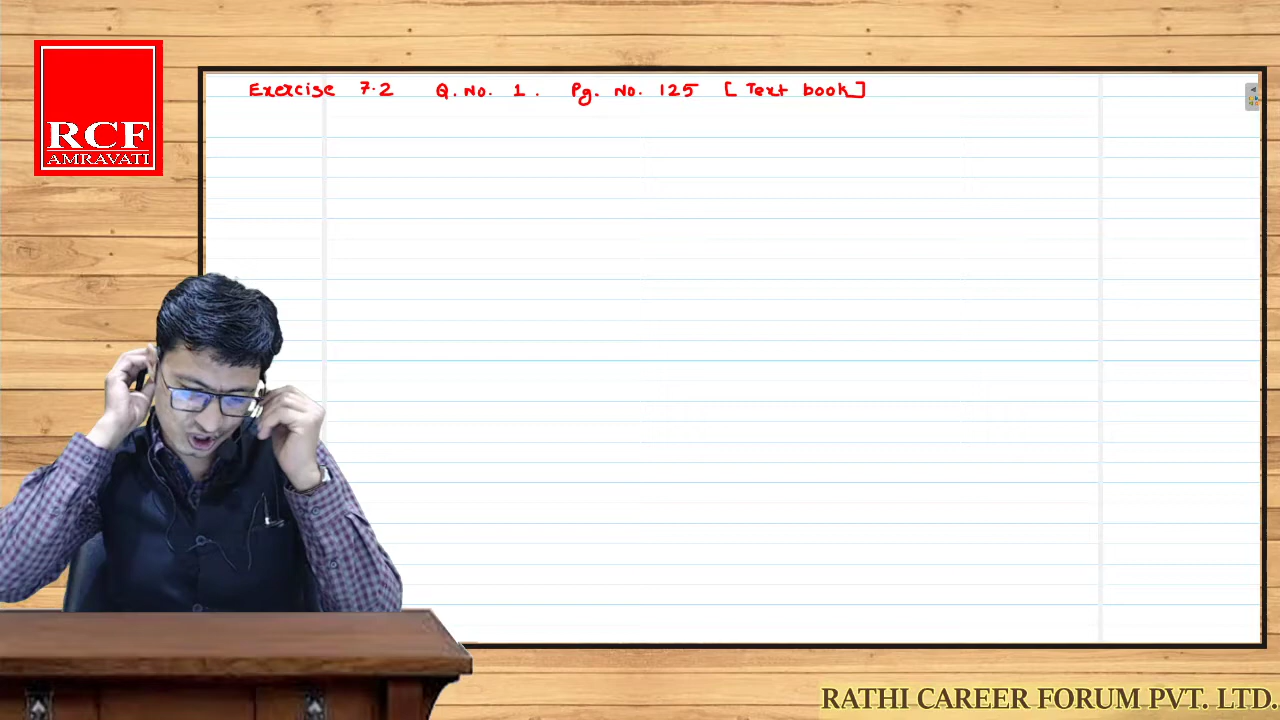 Exercise 7.2 Q. No. 1. Pg. No. 125 [Text book]
RCF
AMRAVATI
RATHI CAREER FORUM PVT. LTD.